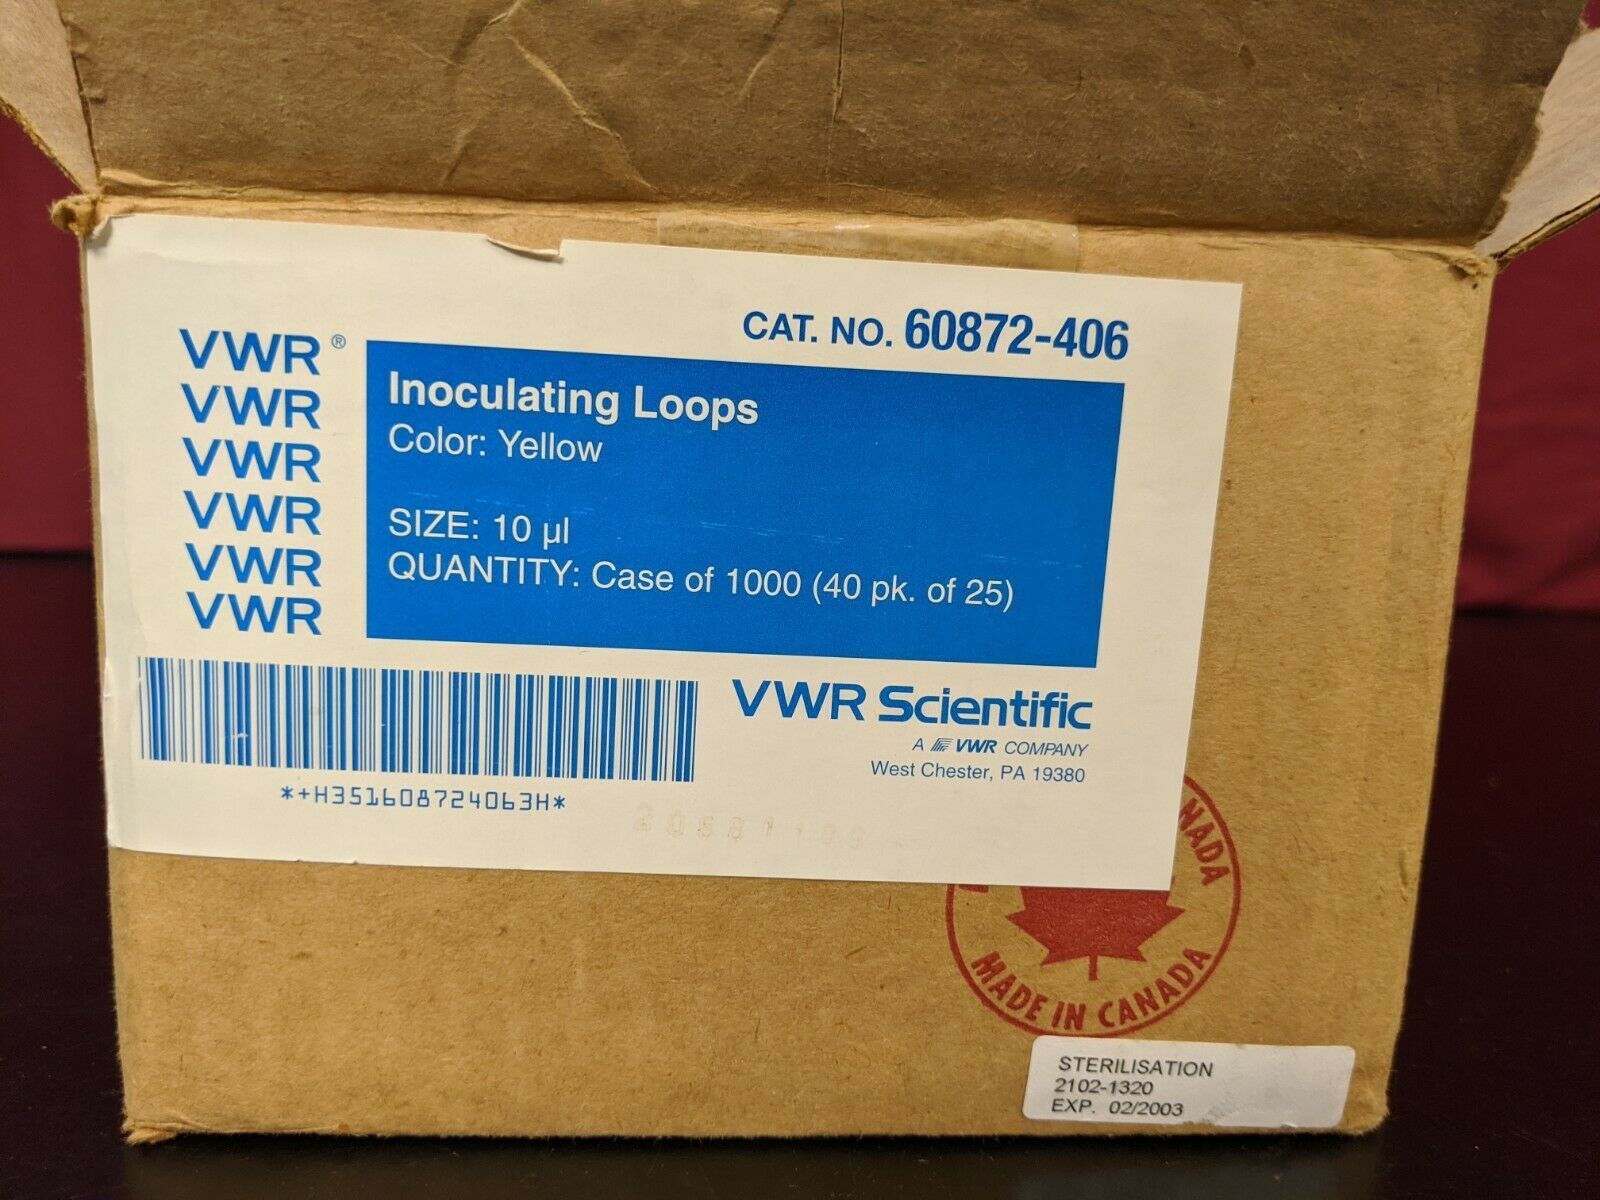 CAT. NO. 60872-406
VWR®
VWR
VWR
VWR
VWR
VWR
Inoculating Loops
Color: Yellow
SIZE: 10 µl
QUANTITY: Case of 1000 (40 pk. of 25)
*+H351608724063H*
VWR Scientific
A VWR COMPANY
West Chester, PA 19380
MADE IN CANADA
STERILISATION
2102-1320
EXP. 02/2003